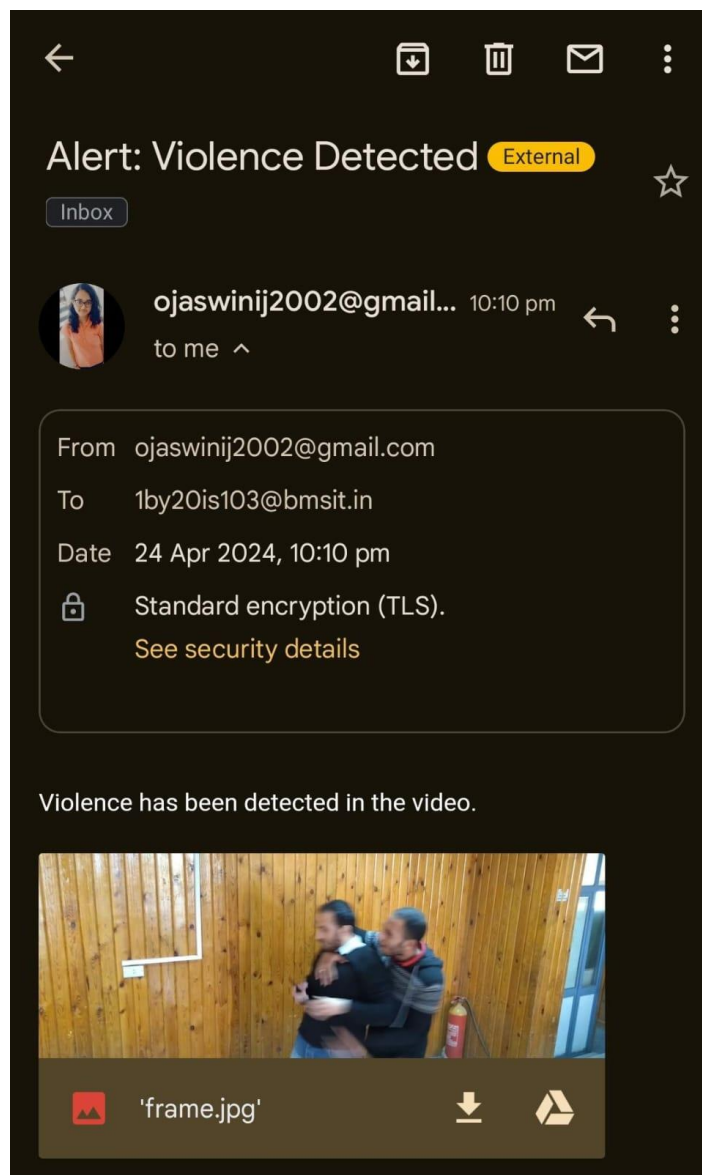 Alert: Violence Detected External
Inbox
ojaswinij2002@gmail... 10:10 pm
to me
From ojaswinij2002@gmail.com
To 1by20is103@bmsit.in
Date 24 Apr 2024, 10:10 pm
Standard encryption (TLS).
See security details
Violence has been detected in the video.
'frame.jpg'